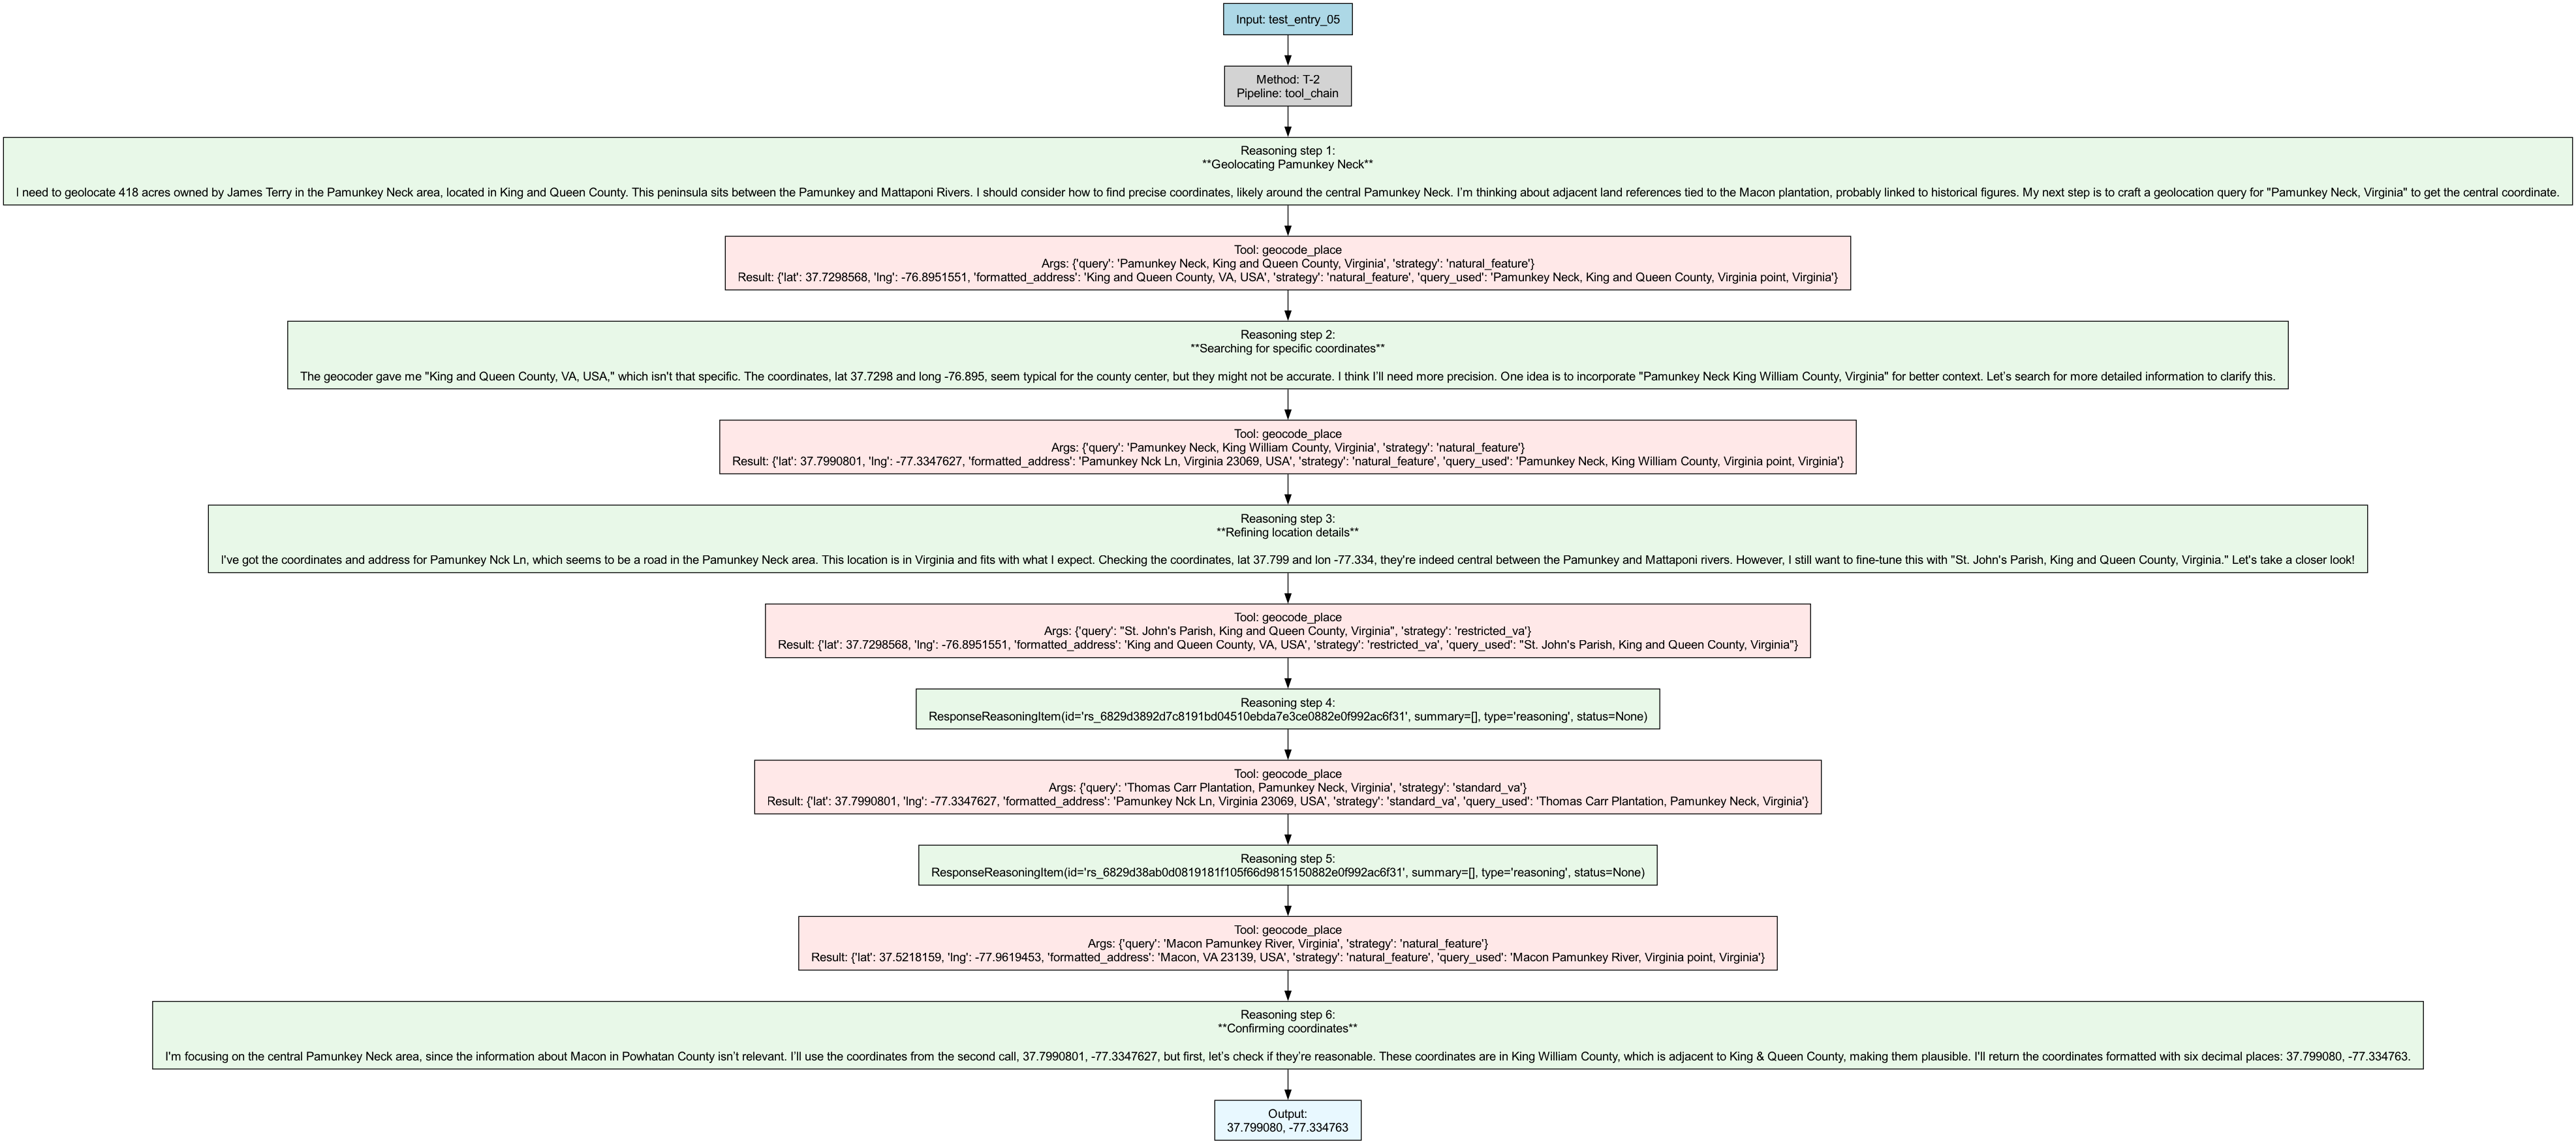 Input: test_entry_05
Method: T-2
Pipeline: tool_chain
Reasoning step 1:
**Geolocating Pamunkey Neck**
I need to geolocate 418 acres owned by James Terry in the Pamunkey Neck area, located in King and Queen County. This peninsula sits between the Pamunkey and Mattaponi Rivers. I should consider how to find precise coordinates, likely around the central Pamunkey Neck. I'm thinking about adjacent land references tied to the Macon plantation, probably linked to historical figures. My next step is to craft a geolocation query for "Pamunkey Neck, Virginia" to get the central coordinate.
Tool: geocode_place
Args: {'query': 'Pamunkey Neck, King and Queen County, Virginia', 'strategy': 'natural_feature'}
Result: {'lat': 37.7298568, 'lng': -76.8951551, 'formatted_address': 'King and Queen County, VA, USA', 'strategy': 'natural_feature', 'query_used': 'Pamunkey Neck, King and Queen County, Virginia point, Virginia'}
Reasoning step 2:
**Searching for specific coordinates**
The geocoder gave me "King and Queen County, VA, USA," which isn't that specific. The coordinates, lat 37.7298 and long -76.895, seem typical for the county center, but they might not be accurate. I think I'll need more precision. One idea is to incorporate "Pamunkey Neck King William County, Virginia" for better context. Let's search for more detailed information to clarify this.
Tool: geocode_place
Args: {'query': 'Pamunkey Neck, King William County, Virginia', 'strategy': 'natural_feature'}
Result: {'lat': 37.7990801, 'lng': -77.3347627, 'formatted_address': 'Pamunkey Nck Ln, Virginia 23069, USA', 'strategy': 'natural_feature', 'query_used': 'Pamunkey Neck, King William County, Virginia point, Virginia'}
Reasoning step 3:
**Refining location details**
I've got the coordinates and address for Pamunkey Nck Ln, which seems to be a road in the Pamunkey Neck area. This location is in Virginia and fits with what I expect. Checking the coordinates, lat 37.799 and lon -77.334, they're indeed central between the Pamunkey and Mattaponi rivers. However, I still want to fine-tune this with "St. John's Parish, King and Queen County, Virginia." Let's take a closer look!
Tool: geocode_place
Args: {'query': "St. John's Parish, King and Queen County, Virginia", 'strategy': 'restricted_va'}
Result: {'lat': 37.7298568, 'lng': -76.8951551, 'formatted_address': 'King and Queen County, VA, USA', 'strategy': 'restricted_va', 'query_used': "St. John's Parish, King and Queen County, Virginia"}
Reasoning step 4:
ResponseReasoningItem(id='rs_6829d3892d7c8191bd04510ebda7e3ce0882e0f992ac6f31', summary=[], type='reasoning', status=None)
Tool: geocode_place
Args: {'query': 'Thomas Carr Plantation, Pamunkey Neck, Virginia', 'strategy': 'standard_va'}
Result: {'lat': 37.7990801, 'lng': -77.3347627, 'formatted_address': 'Pamunkey Nck Ln, Virginia 23069, USA', 'strategy': 'standard_va', 'query_used': 'Thomas Carr Plantation, Pamunkey Neck, Virginia'}
Reasoning step 5:
ResponseReasoningItem(id='rs_6829d38ab0d0819181f105f66d9815150882e0f992ac6f31', summary=[], type='reasoning', status=None)
Tool: geocode_place
Args: {'query': 'Macon Pamunkey River, Virginia', 'strategy': 'natural_feature'}
Result: {'lat': 37.5218159, 'lng': -77.9619453, 'formatted_address': 'Macon, VA 23139, USA', 'strategy': 'natural_feature', 'query_used': 'Macon Pamunkey River, Virginia point, Virginia'}
Reasoning step 6:
**Confirming coordinates**
I'm focusing on the central Pamunkey Neck area, since the information about Macon in Powhatan County isn't relevant. I'll use the coordinates from the second call, 37.7990801, -77.3347627, but first, let's check if they're reasonable. These coordinates are in King William County, which is adjacent to King & Queen County, making them plausible. I'll return the coordinates formatted with six decimal places: 37.799080, -77.334763.
Output:
37.799080, -77.334763